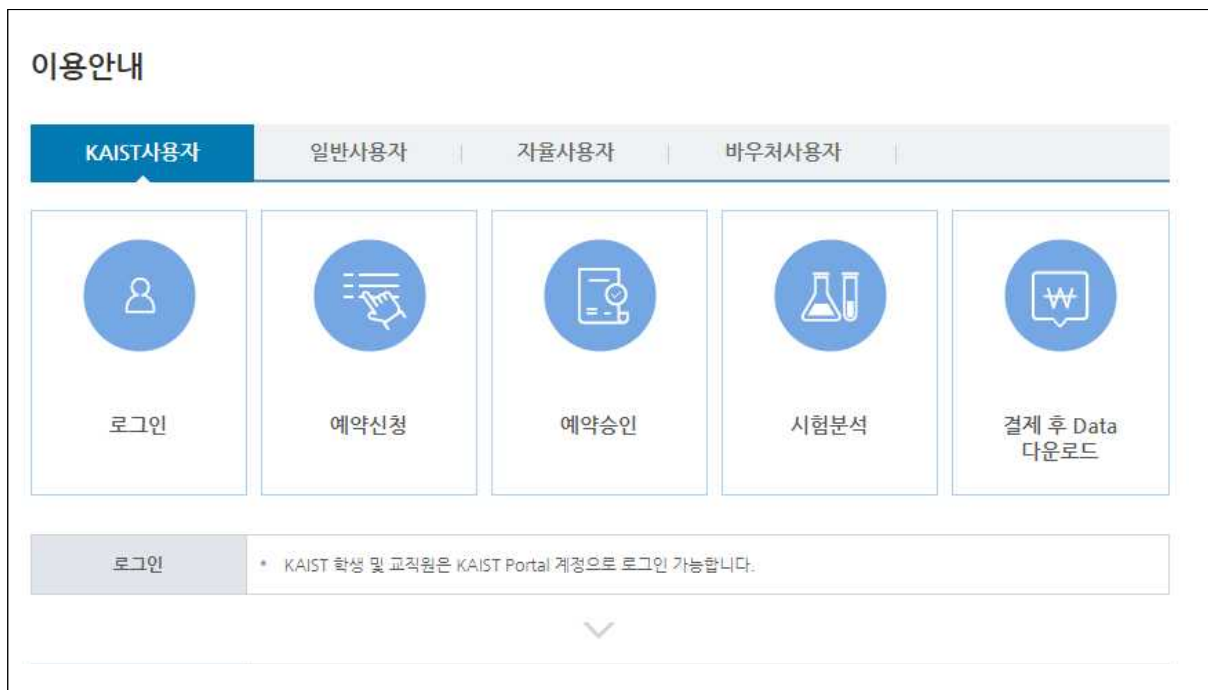 이용안내
KAIST사용자
일반사용자
자율사용자
바우처사용자
로그인
예약신청
예약승인
시험분석
결제 후 Data
다운로드
로그인
• KAIST 학생 및 교직원은 KAIST Portal 계정으로 로그인 가능합니다.